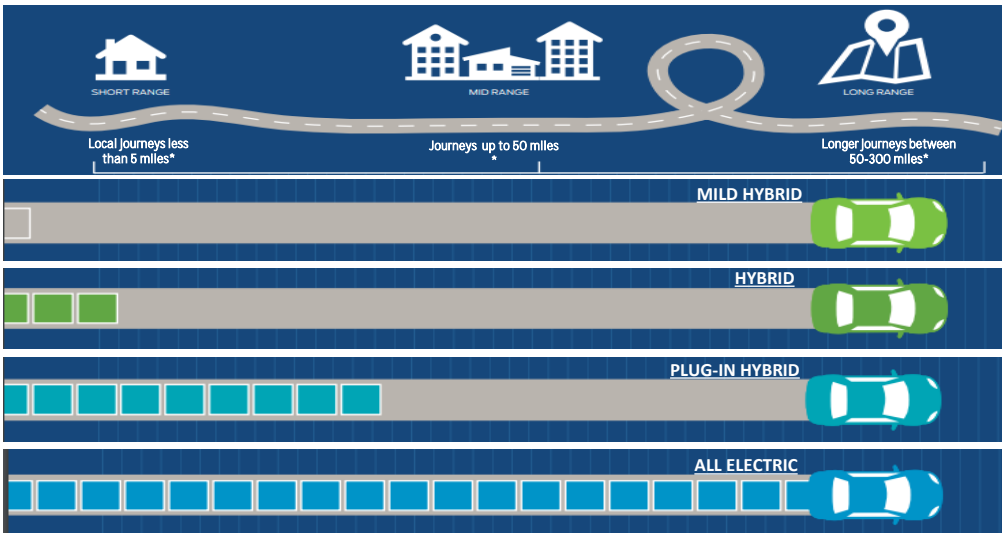 SHORT RANGE
MID RANGE
LONG RANGE
Local journeys less
than 5 miles*
Journeys up to 50 miles
*
Longer journeys between
50-300 miles*
MILD HYBRID
HYBRID
PLUG-IN HYBRID
ALL ELECTRIC